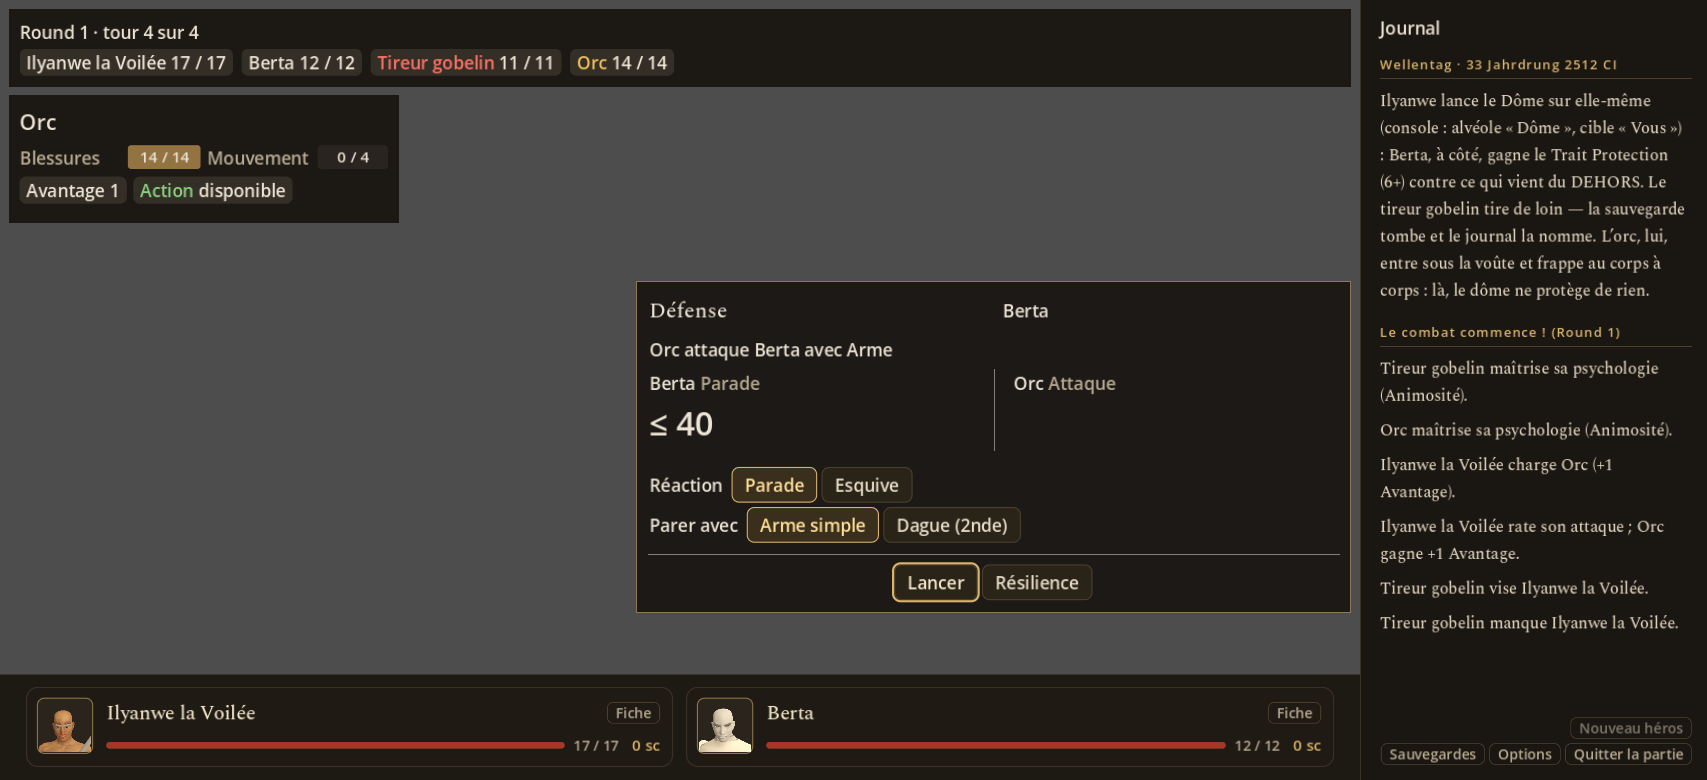 Round 1 · tour 4 sur 4
Ilyanwe la Voilée 17 / 17 Berta 12 / 12 Tireur gobelin 11 / 11 Orc 14 / 14
Orc
Blessures 14 / 14 Mouvement 0 / 4
Avantage 1 Action disponible
Défense Berta
Orc attaque Berta avec Arme
Berta Parade Orc Attaque
≤ 40
Réaction Parade Esquive
Parer avec Arme simple Dague (2nde)
Lancer Résilience
Ilyanwe la Voilée Fiche
17 / 17 0 sc
Berta Fiche
12 / 12 0 sc
Journal
Wellentag · 33 Jahrdrung 2512 CI
Ilyanwe lance le Dôme sur elle-même
(console : alvéole « Dôme », cible « Vous »)
: Berta, à côté, gagne le Trait Protection
(6+) contre ce qui vient du DEHORS. Le
tireur gobelin tire de loin — la sauvegarde
tombe et le journal la nomme. L’orc, lui,
entre sous la voûte et frappe au corps à
corps : là, le dôme ne protège de rien.
Le combat commence ! (Round 1)
Tireur gobelin maîtrise sa psychologie
(Animosité).
Orc maîtrise sa psychologie (Animosité).
Ilyanwe la Voilée charge Orc (+1
Avantage).
Ilyanwe la Voilée rate son attaque ; Orc
gagne +1 Avantage.
Tireur gobelin vise Ilyanwe la Voilée.
Tireur gobelin manque Ilyanwe la Voilée.
Nouveau héros
Sauvegardes Options Quitter la partie